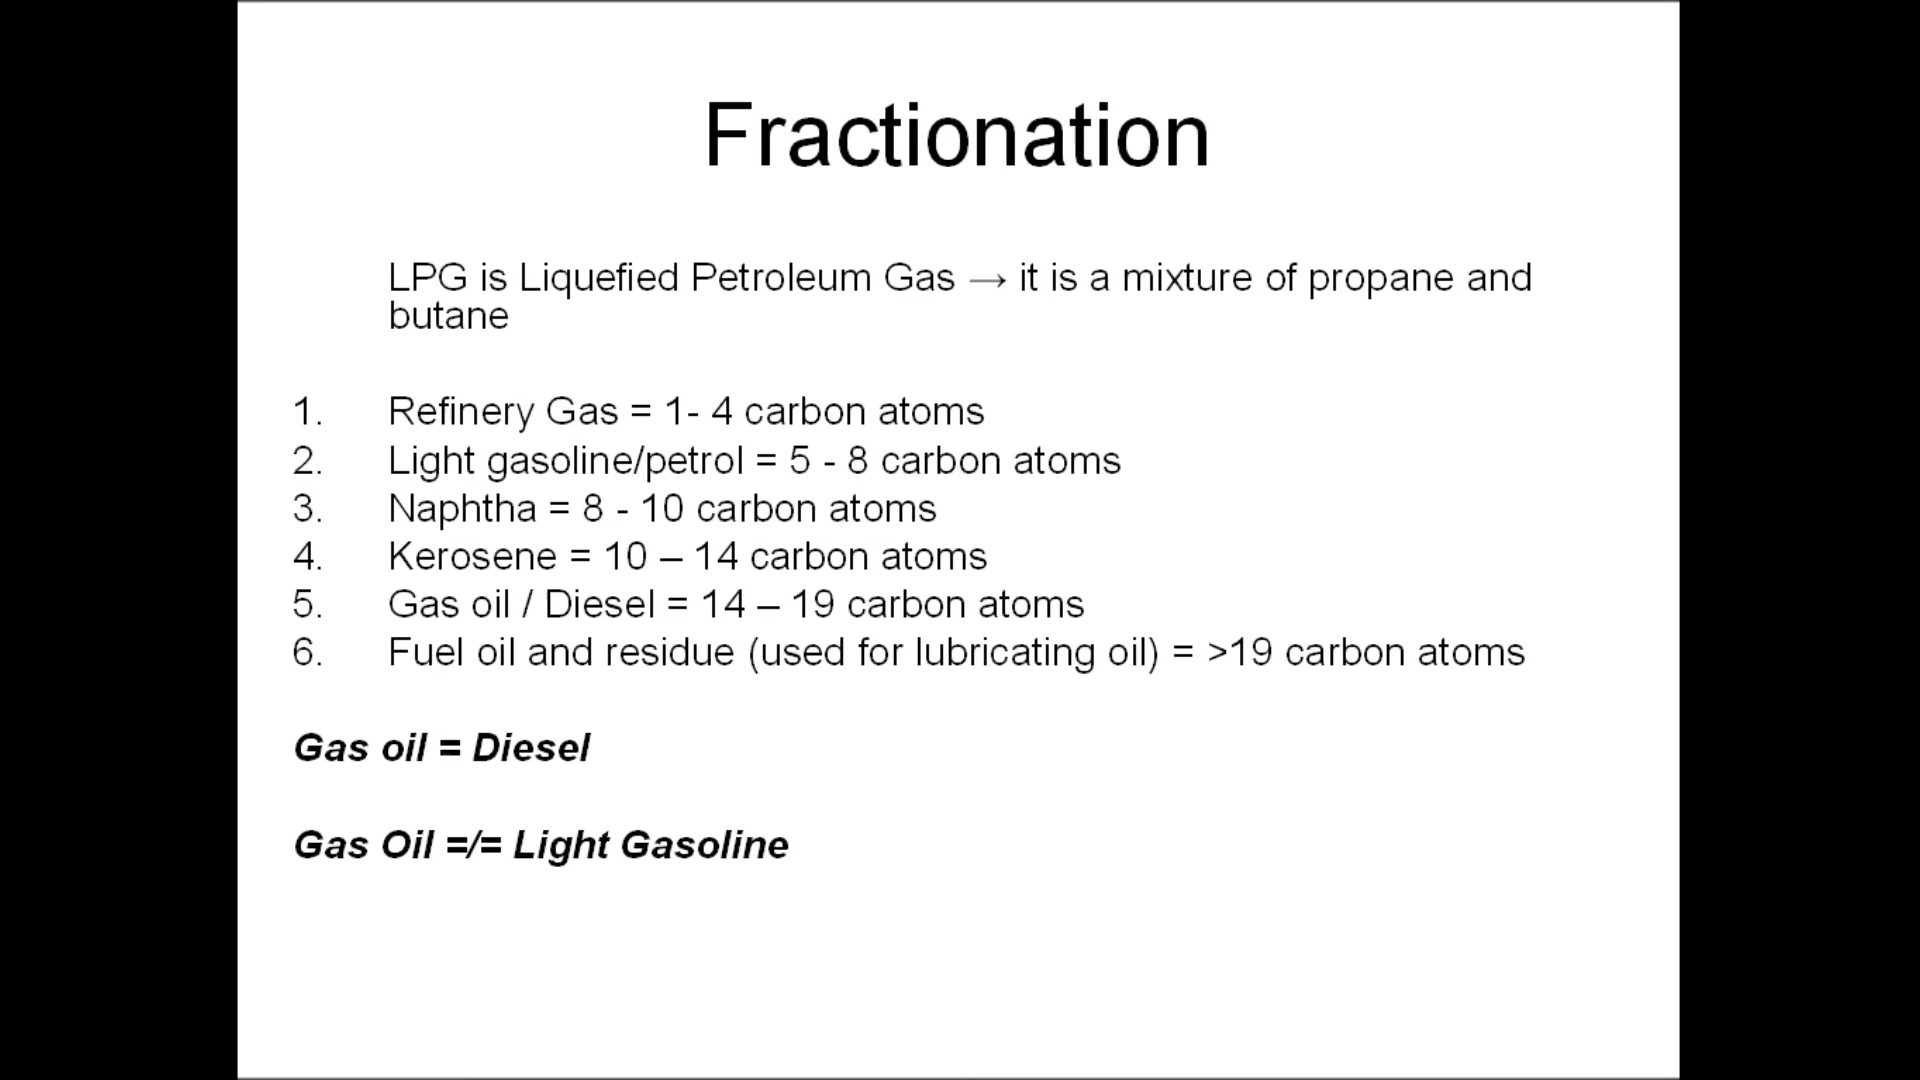 Fractionation
LPG is Liquefied Petroleum Gas → it is a mixture of propane and
butane
1. Refinery Gas = 1- 4 carbon atoms
2. Light gasoline/petrol = 5 - 8 carbon atoms
3. Naphtha = 8 - 10 carbon atoms
4. Kerosene = 10 – 14 carbon atoms
5. Gas oil / Diesel = 14 – 19 carbon atoms
6. Fuel oil and residue (used for lubricating oil) = >19 carbon atoms
Gas oil = Diesel
Gas Oil =/= Light Gasoline